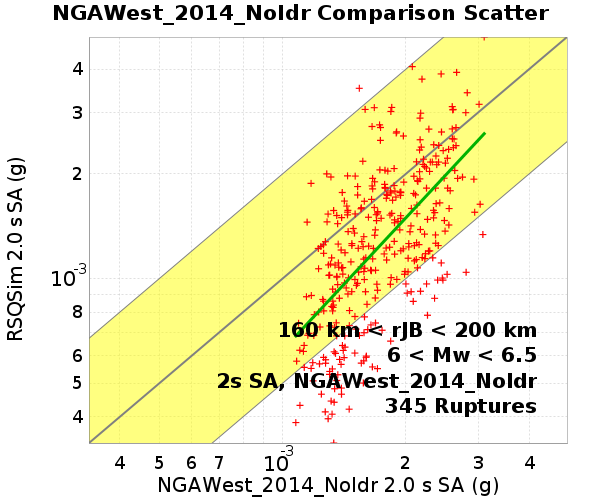 NGAWest_2014_NoIdr Comparison Scatter
RSQSim 2.0 s SA (g)
4
3
2
10-3
8
6
5
4
160 km < rJB < 200 km
6 < Mw < 6.5
2s SA, NGAWest_2014_NoIdr
345 Ruptures
4 5 6 7 10-3 2 3 4
NGAWest_2014_NoIdr 2.0 s SA (g)